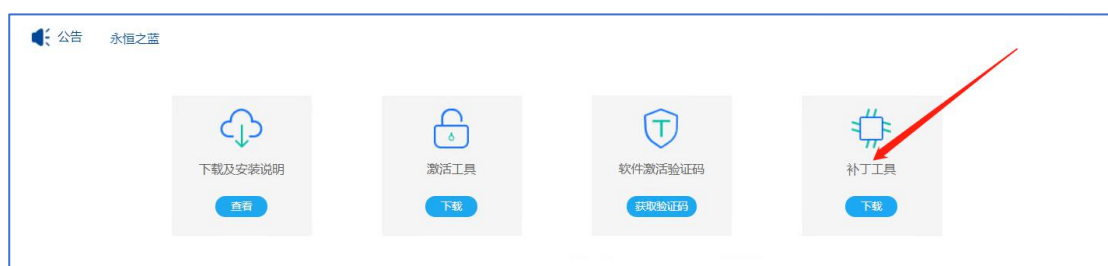 公告 永恒之蓝
下载及安装说明
查看
激活工具
下载
T
软件激活验证码
获取验证码
补丁工具
下载